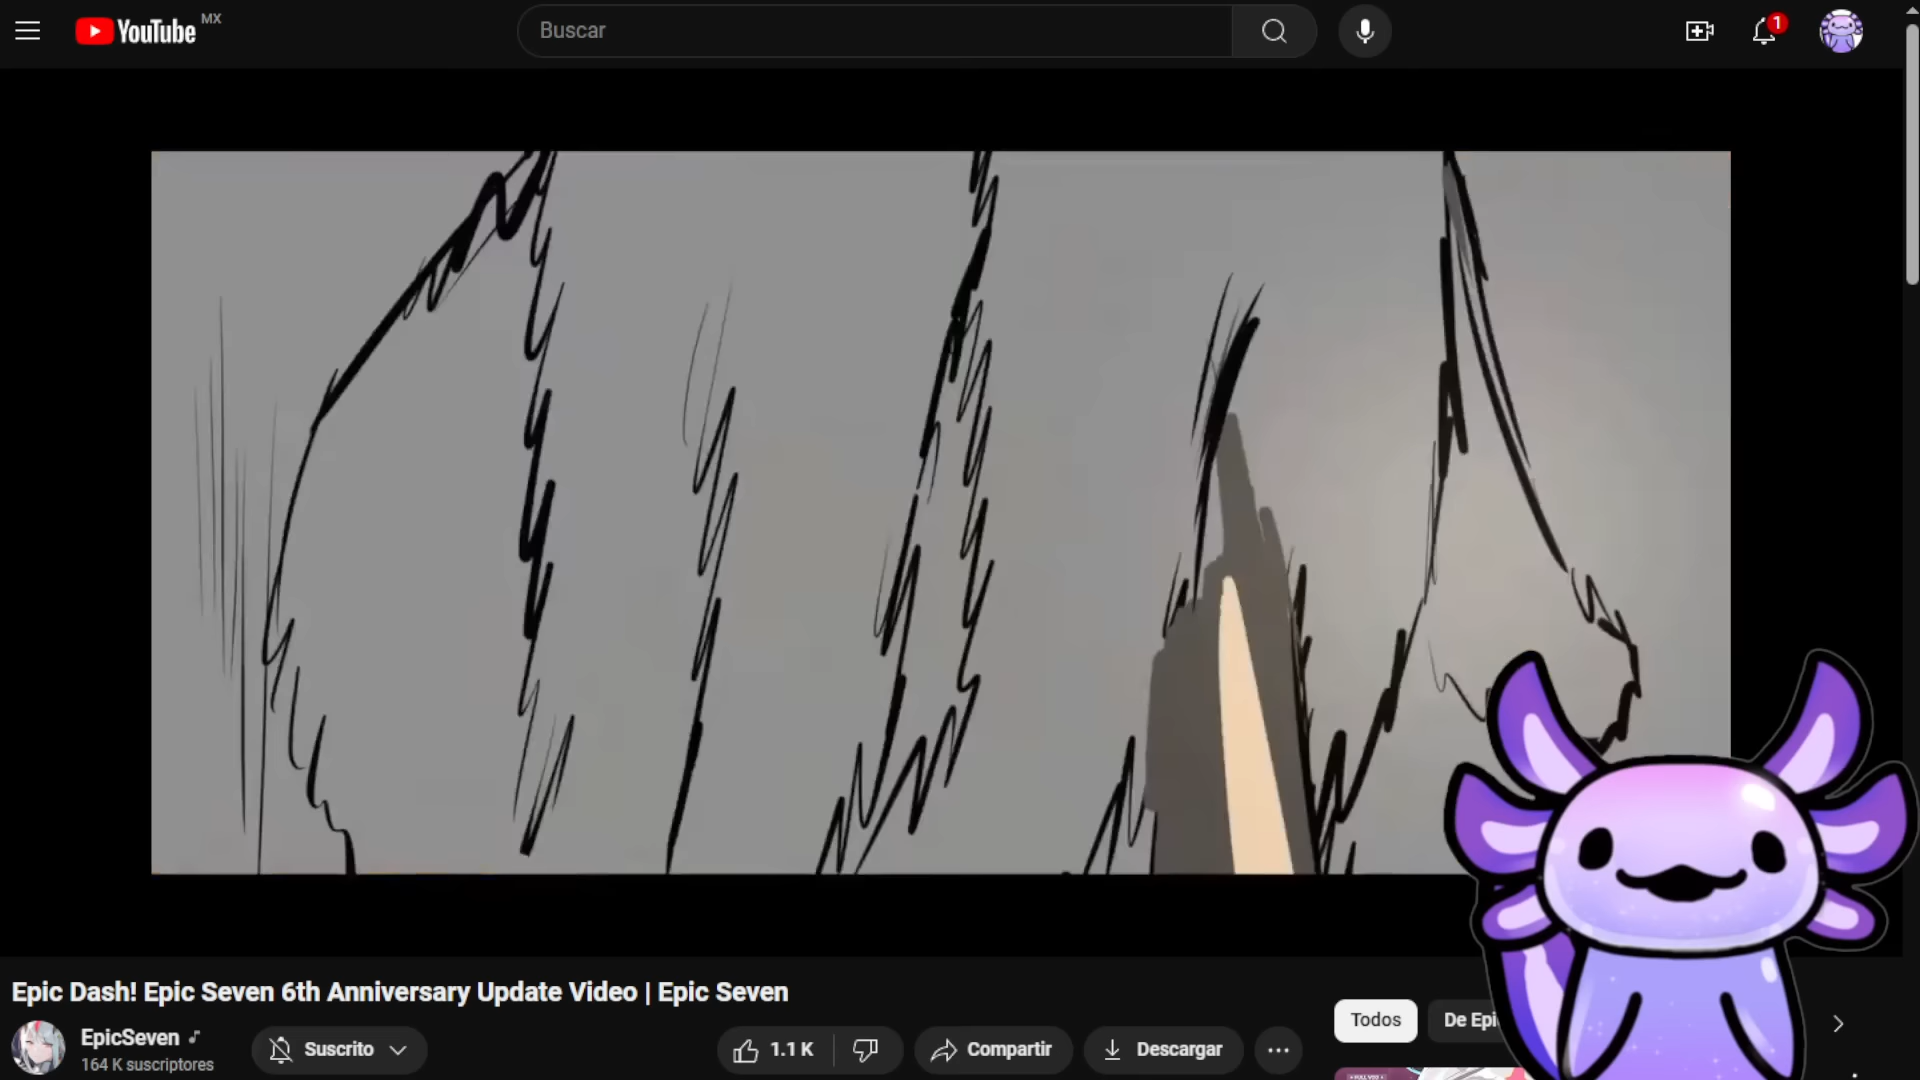 YouTube MX
Buscar
1
Epic Dash! Epic Seven 6th Anniversary Update Video | Epic Seven
EpicSeven
164 K suscriptores
Suscrito
1.1 K
Compartir
Descargar
Todos
De Epi